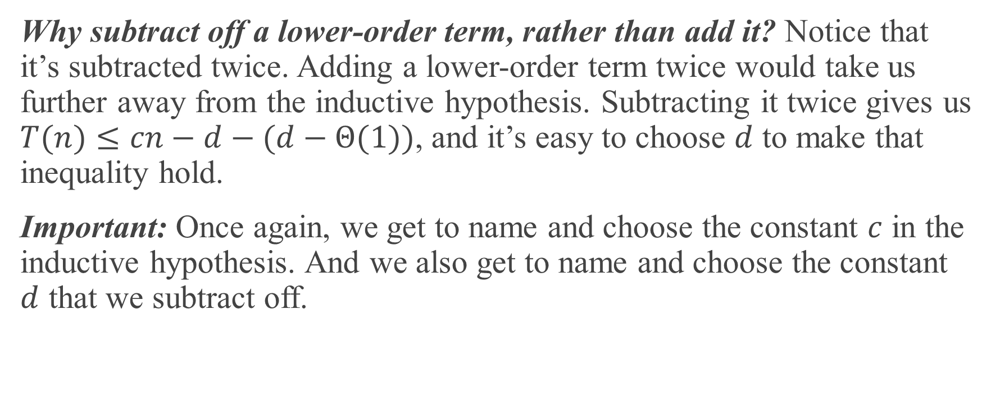 Why subtract off a lower-order term, rather than add it? Notice that
it’s subtracted twice. Adding a lower-order term twice would take us
further away from the inductive hypothesis. Subtracting it twice gives us
T(n) ≤ cn − d − (d − Θ(1)), and it’s easy to choose d to make that
inequality hold.
Important: Once again, we get to name and choose the constant c in the
inductive hypothesis. And we also get to name and choose the constant
d that we subtract off.